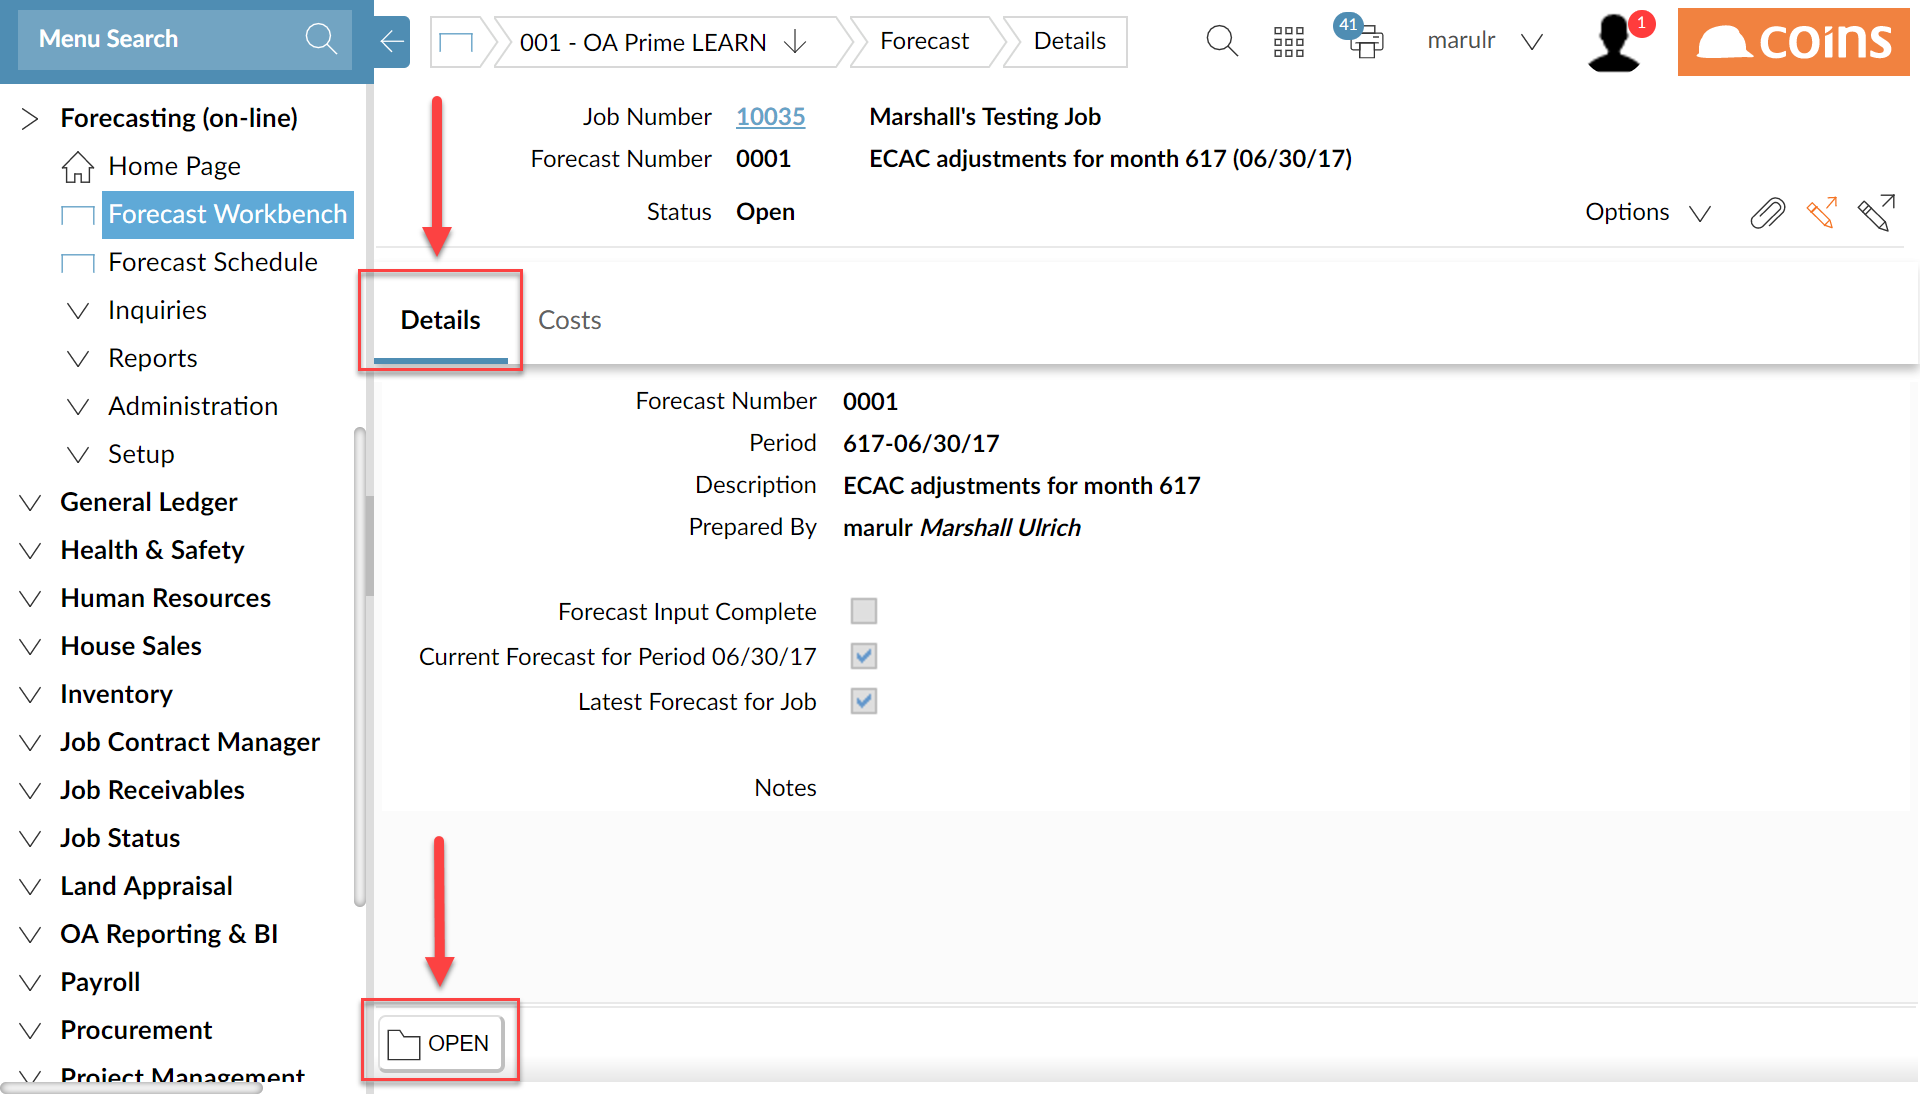 Menu Search
001 - OA Prime LEARN
Forecast
Details
41
marulr
1
coins
Forecasting (on-line)
Home Page
Forecast Workbench
Forecast Schedule
Inquiries
Reports
Administration
Setup
General Ledger
Health & Safety
Human Resources
House Sales
Inventory
Job Contract Manager
Job Receivables
Job Status
Land Appraisal
OA Reporting & BI
Payroll
Procurement
Project Management
Job Number 10035 Marshall's Testing Job
Forecast Number 0001 ECAC adjustments for month 617 (06/30/17)
Status Open
Options
Details Costs
Forecast Number 0001
Period 617-06/30/17
Description ECAC adjustments for month 617
Prepared By marulr Marshall Ulrich
Forecast Input Complete
Current Forecast for Period 06/30/17
Latest Forecast for Job
Notes
OPEN